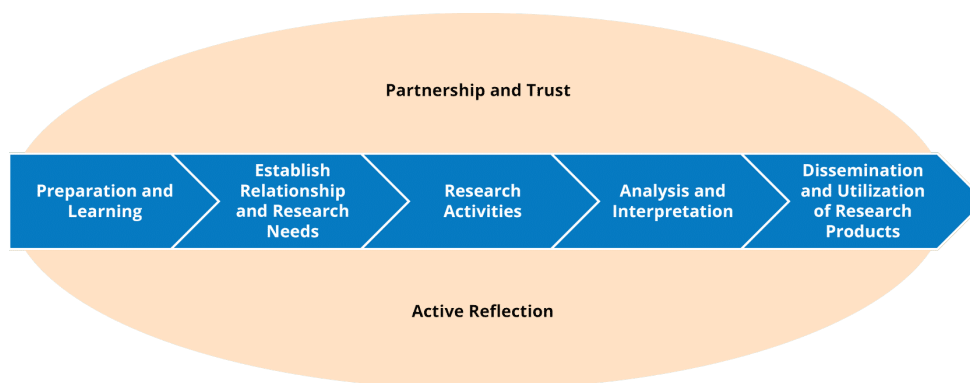 Partnership and Trust
Preparation and
Learning
Establish
Relationship
and Research
Needs
Research
Activities
Analysis and
Interpretation
Dissemination
and Utilization
of Research
Products
Active Reflection